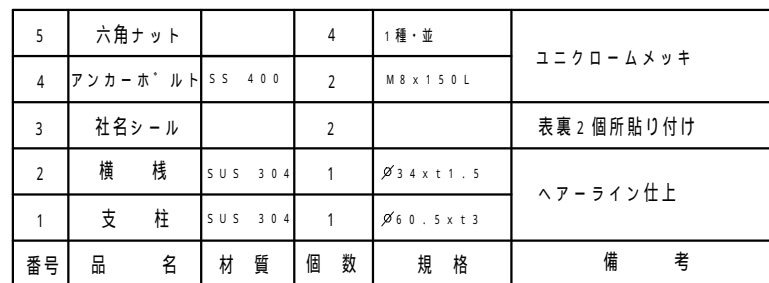 5 六角ナット 4 1種・並
ユニクロームメッキ
4 アンカーボルト SS 400 2 M8x150L
3 社名シール 2 表裏2個所貼り付け
2 横 桟 SUS 304 1 Ø34xt1.5
ヘアーライン仕上
1 支 柱 SUS 304 1 Ø60.5xt3
番号 品 名 材 質 個 数 規 格 備 考